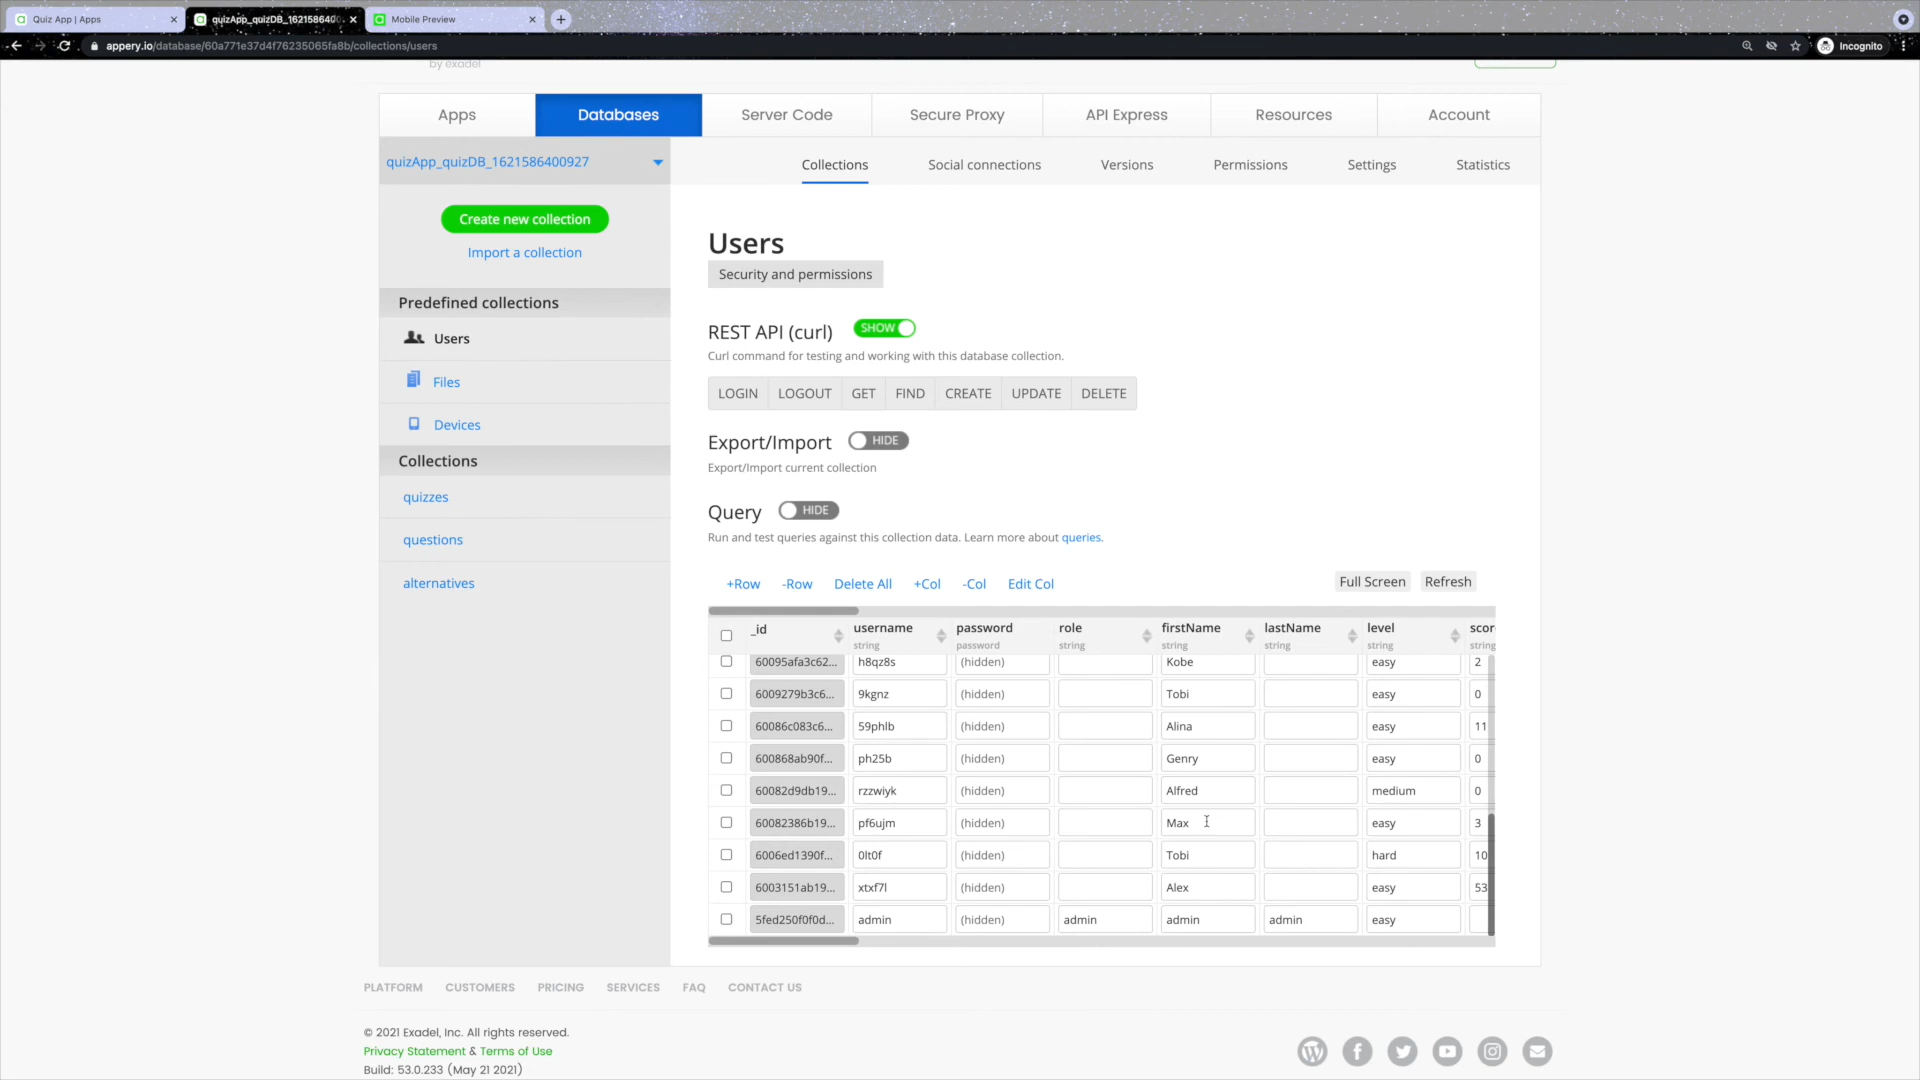 Quiz App | Apps
quizApp_quizDB_1621586400
Mobile Preview
appery.io/database/60a771e37d4f76235065fa8b/collections/users
Incognito
by exadel
Apps Databases Server Code Secure Proxy API Express Resources Account
quizApp_quizDB_1621586400927
Collections Social connections Versions Permissions Settings Statistics
Create new collection
Import a collection
Predefined collections
Users
Files
Devices
Collections
quizzes
questions
alternatives
Users
Security and permissions
REST API (curl) SHOW
Curl command for testing and working with this database collection.
LOGIN LOGOUT GET FIND CREATE UPDATE DELETE
Export/Import HIDE
Export/Import current collection
Query HIDE
Run and test queries against this collection data. Learn more about queries.
+Row -Row Delete All +Col -Col Edit Col Full Screen Refresh
_id username password role firstName lastName level scor
string password string string string string string
60095afa3c62... h8qz8s (hidden) Kobe easy 2
6009279b3c6... 9kgnz (hidden) Tobi easy 0
60086c083c6... 59phlb (hidden) Alina easy 11
600868ab90f... ph25b (hidden) Genry easy 0
60082d9db19... rzzwiyk (hidden) Alfred medium 0
60082386b19... pf6ujm (hidden) Max easy 3
6006ed1390f... 0lt0f (hidden) Tobi hard 10
6003151ab19... xtxf7l (hidden) Alex easy 53
5fed250f0f0d... admin (hidden) admin admin admin easy
PLATFORM CUSTOMERS PRICING SERVICES FAQ CONTACT US
© 2021 Exadel, Inc. All rights reserved.
Privacy Statement & Terms of Use
Build: 53.0.233 (May 21 2021)